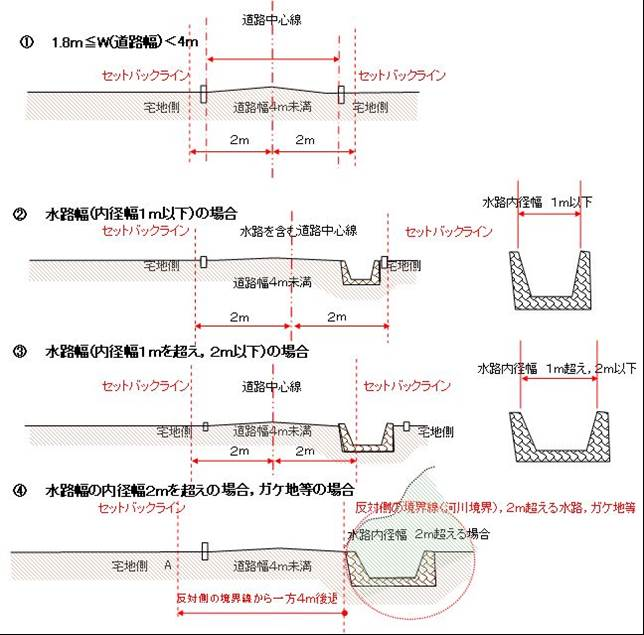 道路中心線
① 1.8m≦W(道路幅)<4m
セットバックライン
セットバックライン
宅地側
道路幅4m未満
宅地側
2m
2m
② 水路幅(内径幅1m以下)の場合
水路内径幅 1m以下
セットバックライン
水路を含む道路中心線
セットバックライン
宅地側
宅地側
道路幅4m未満
2m
2m
③ 水路幅(内径幅1mを超え,2m以下)の場合
水路内径幅 1m超え,2m以下
セットバックライン
道路中心線
セットバックライン
宅地側
道路幅4m未満
宅地側
2m
2m
④ 水路幅の内径幅2mを超えの場合,ガケ地等の場合
セットバックライン
反対側の境界線(河川境界),2m超える水路,ガケ地等
水路内径幅 2m超える場合
宅地側 A
道路幅4m未満
反対側の境界線から一方4m後退